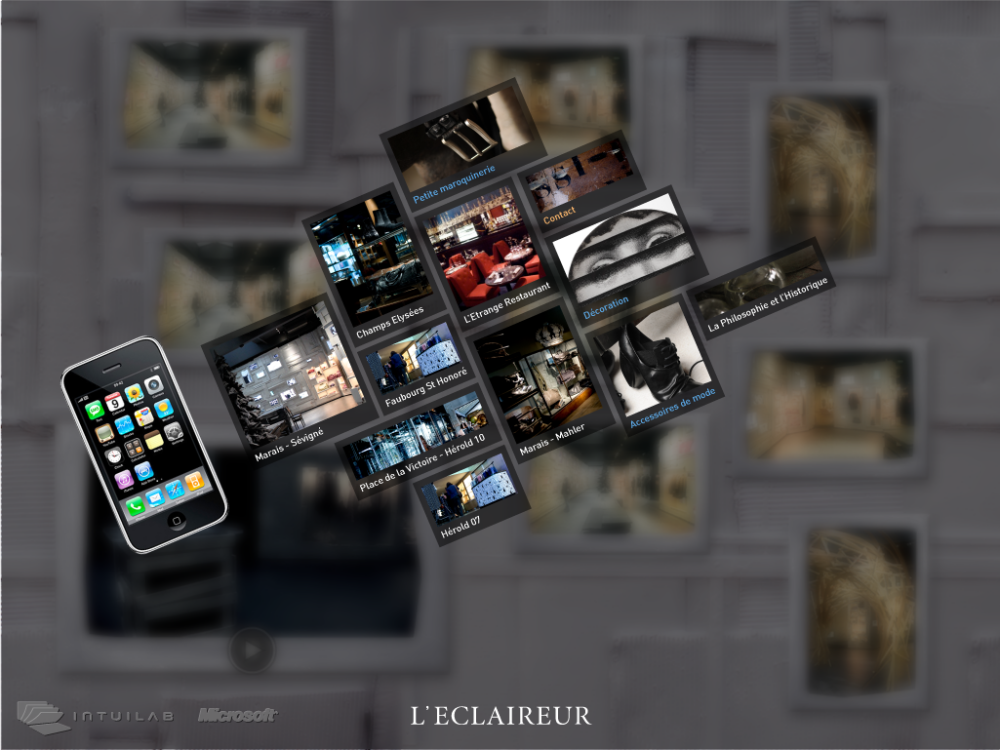 Petite maroquinerie
Contact
Champs Elysées
L'Etrange Restaurant
Décoration
La Philosophie et l'Historique
Marais - Sévigné
Faubourg St Honoré
Marais - Mahler
Accessoires de mode
Place de la Victoire - Hérold 10
Hérold 07
9
INTUILAB
Microsoft
L'ECLAIREUR